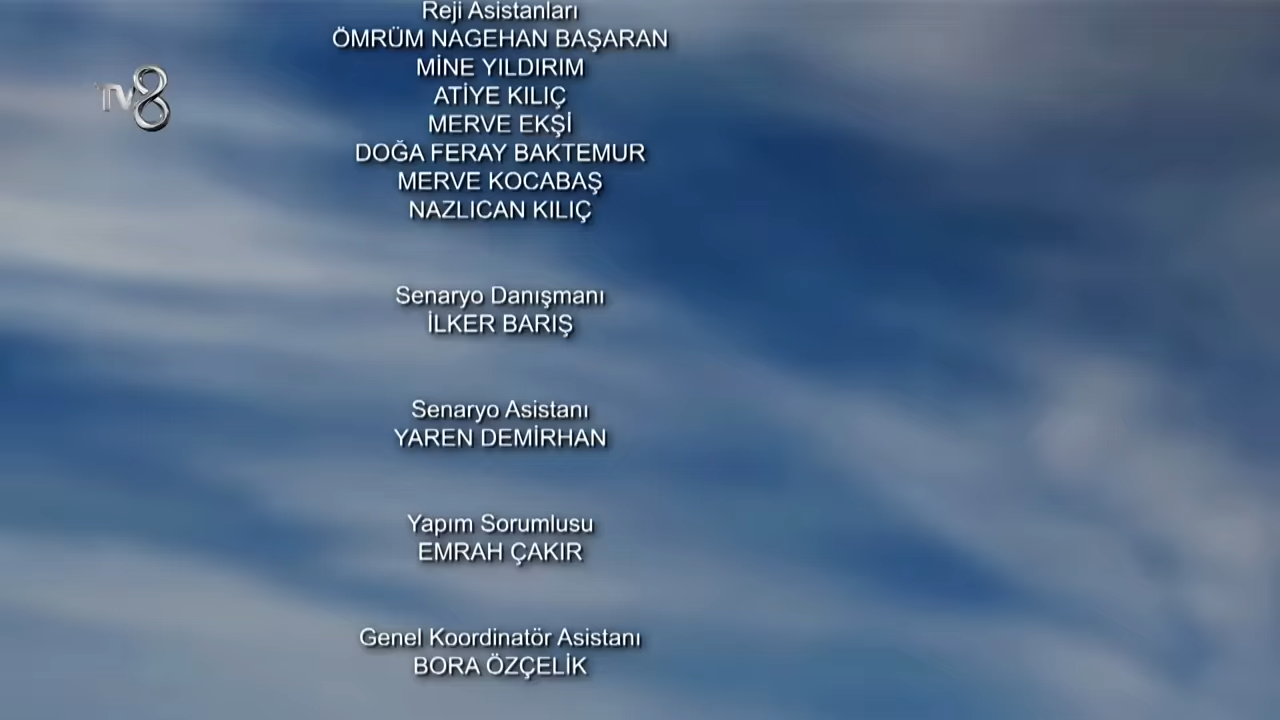 Reji Asistanları
ÖMRÜM NAGEHAN BAŞARAN
MİNE YILDIRIM
TV8
ATİYE KILIÇ
MERVE EKŞİ
DOĞA FERAY BAKTEMUR
MERVE KOCABAŞ
NAZLICAN KILIÇ
Senaryo Danışmanı
İLKER BARIŞ
Senaryo Asistanı
YAREN DEMİRHAN
Yapım Sorumlusu
EMRAH ÇAKIR
Genel Koordinatör Asistanı
BORA ÖZÇELİK